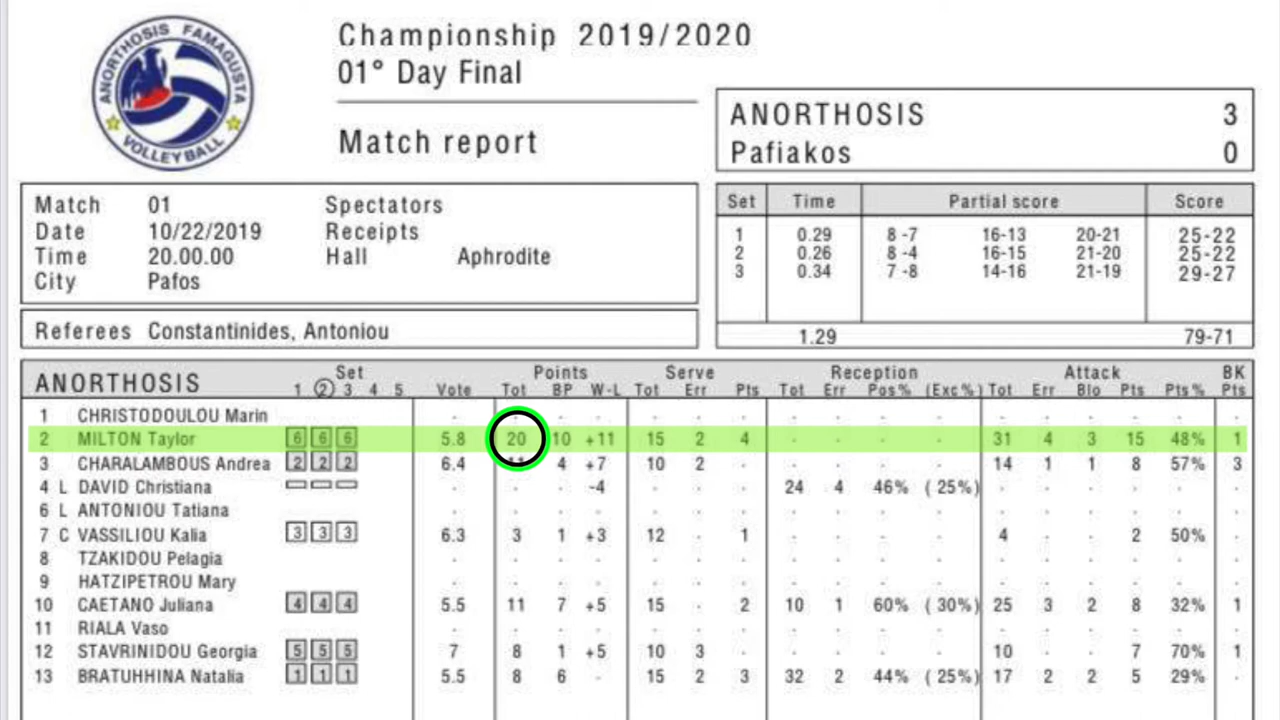 ANORTHOSIS FAMAGUSTA
VOLLEYBALL
Championship 2019/2020
01° Day Final
Match report
ANORTHOSIS 3
Pafiakos 0
Match 01 Spectators
Date 10/22/2019 Receipts
Time 20.00.00 Hall Aphrodite
City Pafos
Referees Constantinides, Antoniou
Set Time Partial score Score
1 0.29 8 -7 16-13 20-21 25-22
2 0.26 8 -4 16-15 21-20 25-22
3 0.34 7 -8 14-16 21-19 29-27
1.29 79-71
ANORTHOSIS Set Points Serve Reception Attack BK
1 2 3 4 5 Vote Tot BP W-L Tot Err Pts Tot Err Pos% (Exc%) Tot Err Blo Pts Pts% Pts
1 CHRISTODOULOU Marin . . . . . . . . . . . . . . . . .
2 MILTON Taylor 6 6 6 5.8 20 10 +11 15 2 4 . . . . 31 4 3 15 48% 1
3 CHARALAMBOUS Andrea 2 2 2 6.4 11 4 +7 10 2 . . . . . 14 1 1 8 57% 3
4 L DAVID Christiana . . . -4 . . . 24 4 46% ( 25%) . . . . . .
6 L ANTONIOU Tatiana . . . . . . . . . . . . . . . . .
7 C VASSILIOU Kalia 3 3 3 6.3 3 1 +3 12 . 1 . . . . 4 . . 2 50% .
8 TZAKIDOU Pelagia . . . . . . . . . . . . . . . . .
9 HATZIPETROU Mary . . . . . . . . . . . . . . . . .
10 CAETANO Juliana 4 4 4 5.5 11 7 +5 15 . 2 10 1 60% ( 30%) 25 3 2 8 32% 1
11 RIALA Vaso . . . . . . . . . . . . . . . . .
12 STAVRINIDOU Georgia 5 5 5 7 8 1 +5 10 3 . . . . . 10 . . 7 70% 1
13 BRATUHHINA Natalia 1 1 1 5.5 8 6 . 15 2 3 32 2 44% ( 25%) 17 2 2 5 29% .